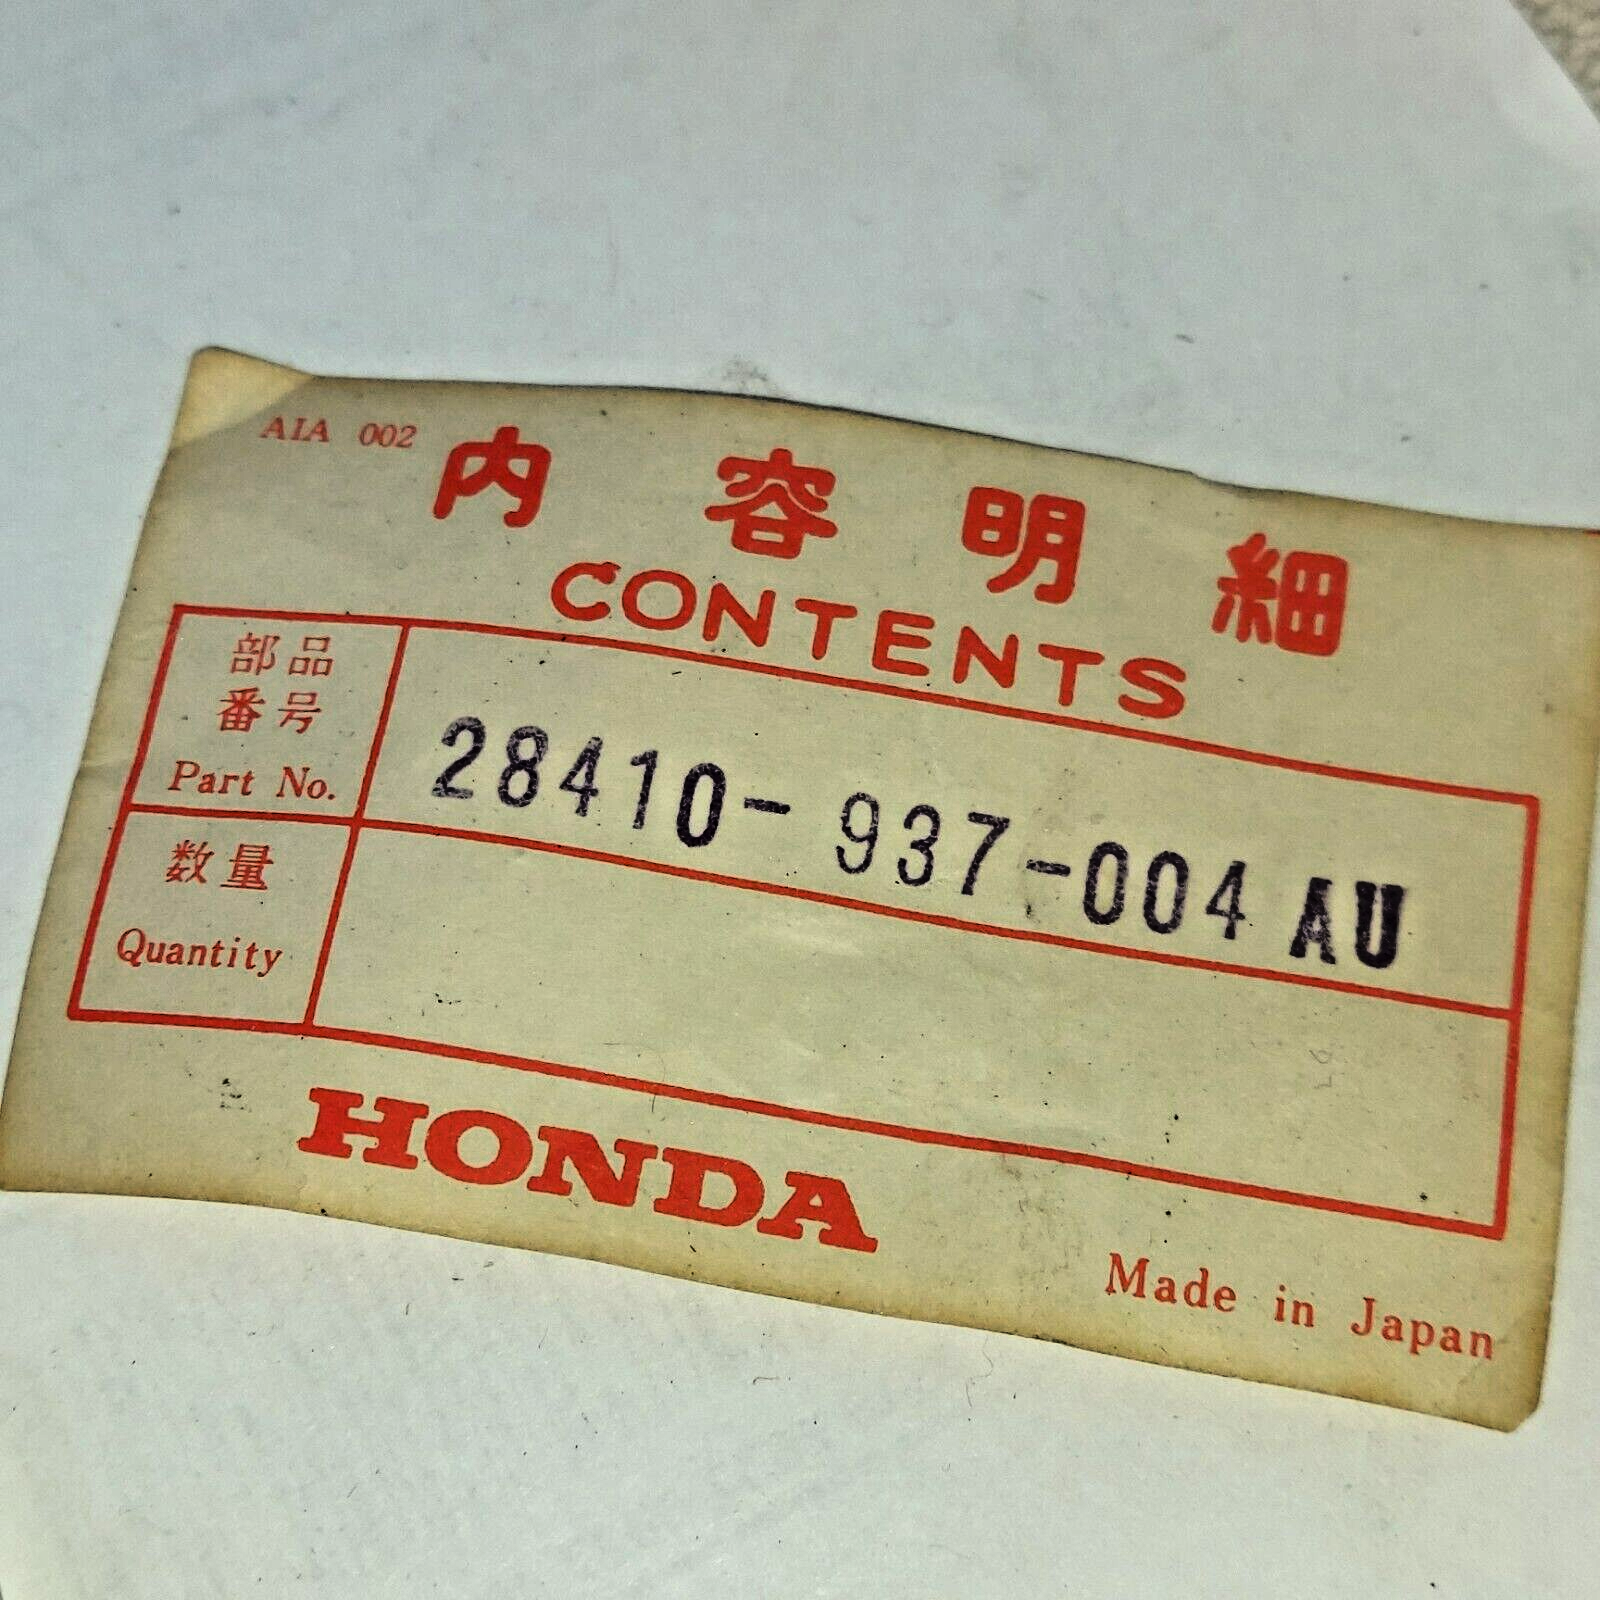 AIA 002
内容明細
CONTENTS
部品
番号
Part No.
28410-937-004 AU
数量
Quantity
HONDA
Made in Japan